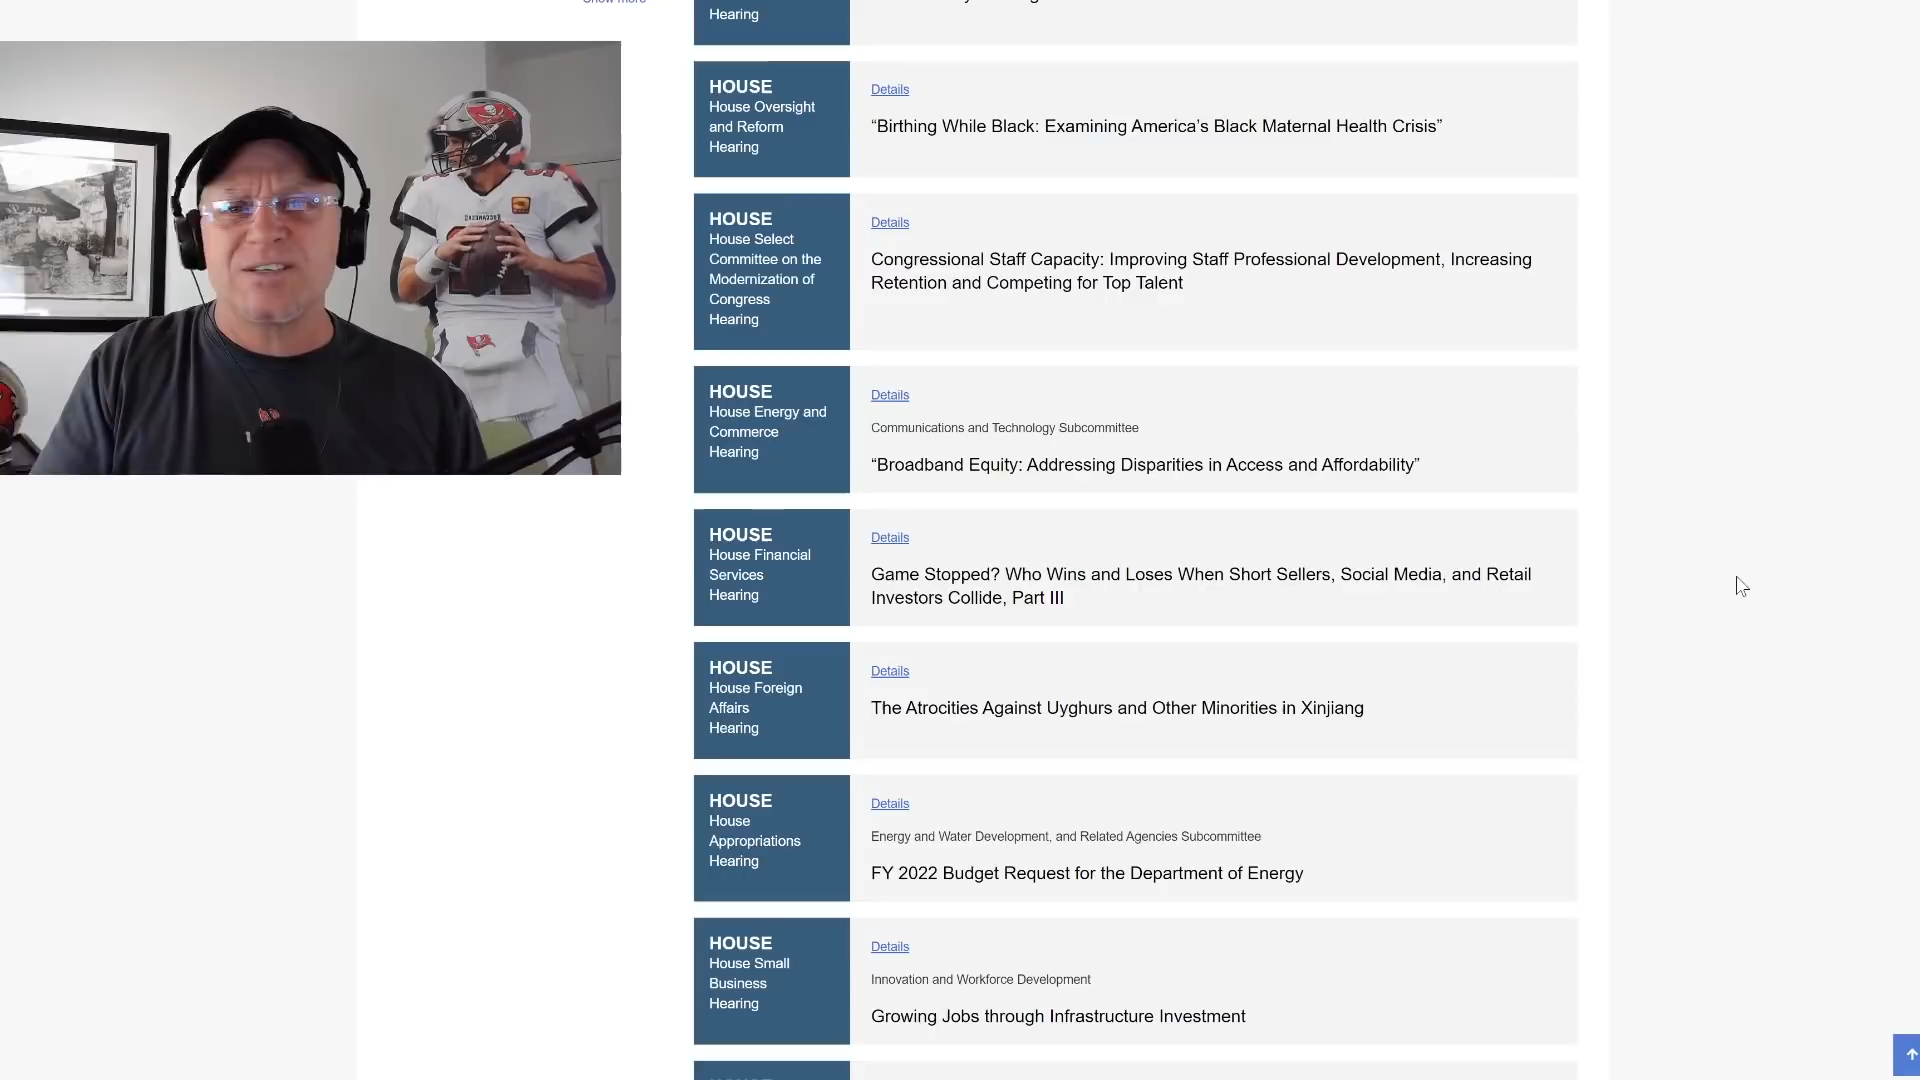 Show more
Hearing
HOUSE
House Oversight
and Reform
Hearing
Details
“Birthing While Black: Examining America’s Black Maternal Health Crisis”
HOUSE
House Select
Committee on the
Modernization of
Congress
Hearing
Details
Congressional Staff Capacity: Improving Staff Professional Development, Increasing
Retention and Competing for Top Talent
HOUSE
House Energy and
Commerce
Hearing
Details
Communications and Technology Subcommittee
“Broadband Equity: Addressing Disparities in Access and Affordability”
HOUSE
House Financial
Services
Hearing
Details
Game Stopped? Who Wins and Loses When Short Sellers, Social Media, and Retail
Investors Collide, Part III
HOUSE
House Foreign
Affairs
Hearing
Details
The Atrocities Against Uyghurs and Other Minorities in Xinjiang
HOUSE
House
Appropriations
Hearing
Details
Energy and Water Development, and Related Agencies Subcommittee
FY 2022 Budget Request for the Department of Energy
HOUSE
House Small
Business
Hearing
Details
Innovation and Workforce Development
Growing Jobs through Infrastructure Investment